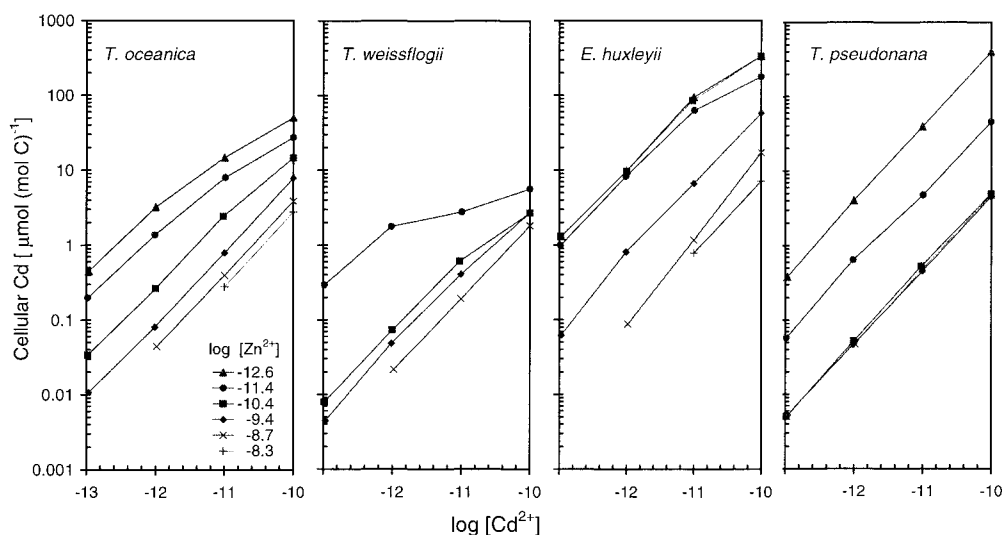 T. oceanica
T. weissflogii
E. huxleyii
T. pseudonana
Cellular Cd [ µmol (mol C)⁻¹
1000
100
10
1
0.1
0.01
0.001
log [Zn²⁺]
-12.6
-11.4
-10.4
-9.4
-8.7
-8.3
-13 -12 -11 -10
-12 -11 -10
-12 -11 -10
-12 -11 -10
log [Cd²⁺]